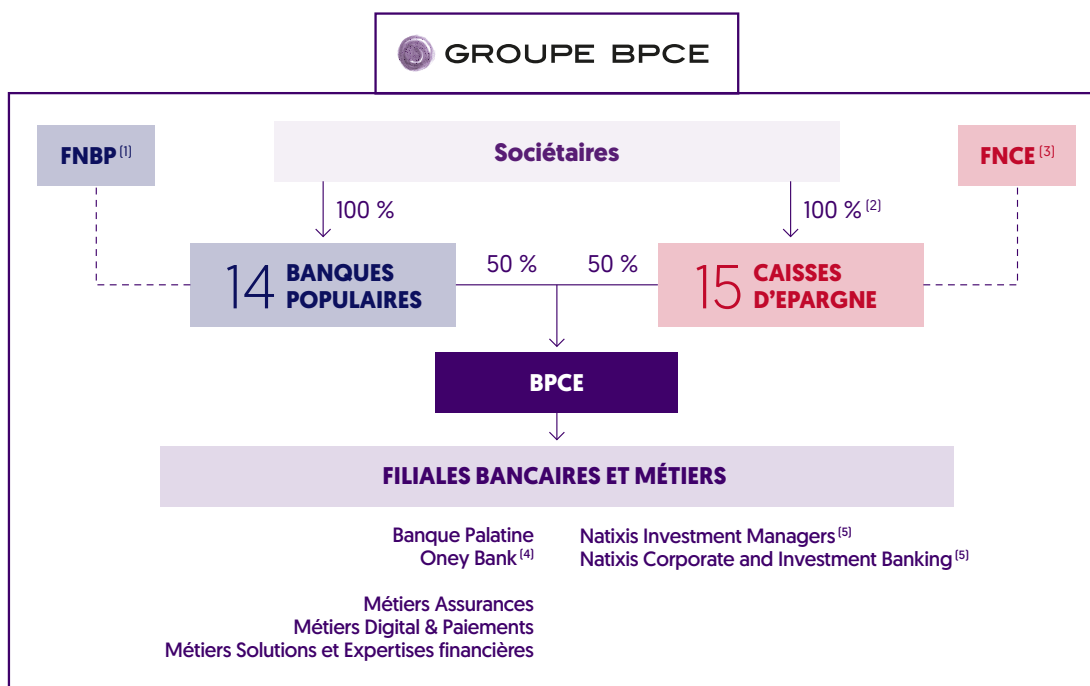 GROUPE BPCE
FNBP (1)
Sociétaires
FNCE (3)
100 %
100 % (2)
14 BANQUES
POPULAIRES
50 %
50 %
15 CAISSES
D'EPARGNE
BPCE
FILIALES BANCAIRES ET MÉTIERS
Banque Palatine
Oney Bank (4)
Natixis Investment Managers (5)
Natixis Corporate and Investment Banking (5)
Métiers Assurances
Métiers Digital & Paiements
Métiers Solutions et Expertises financières